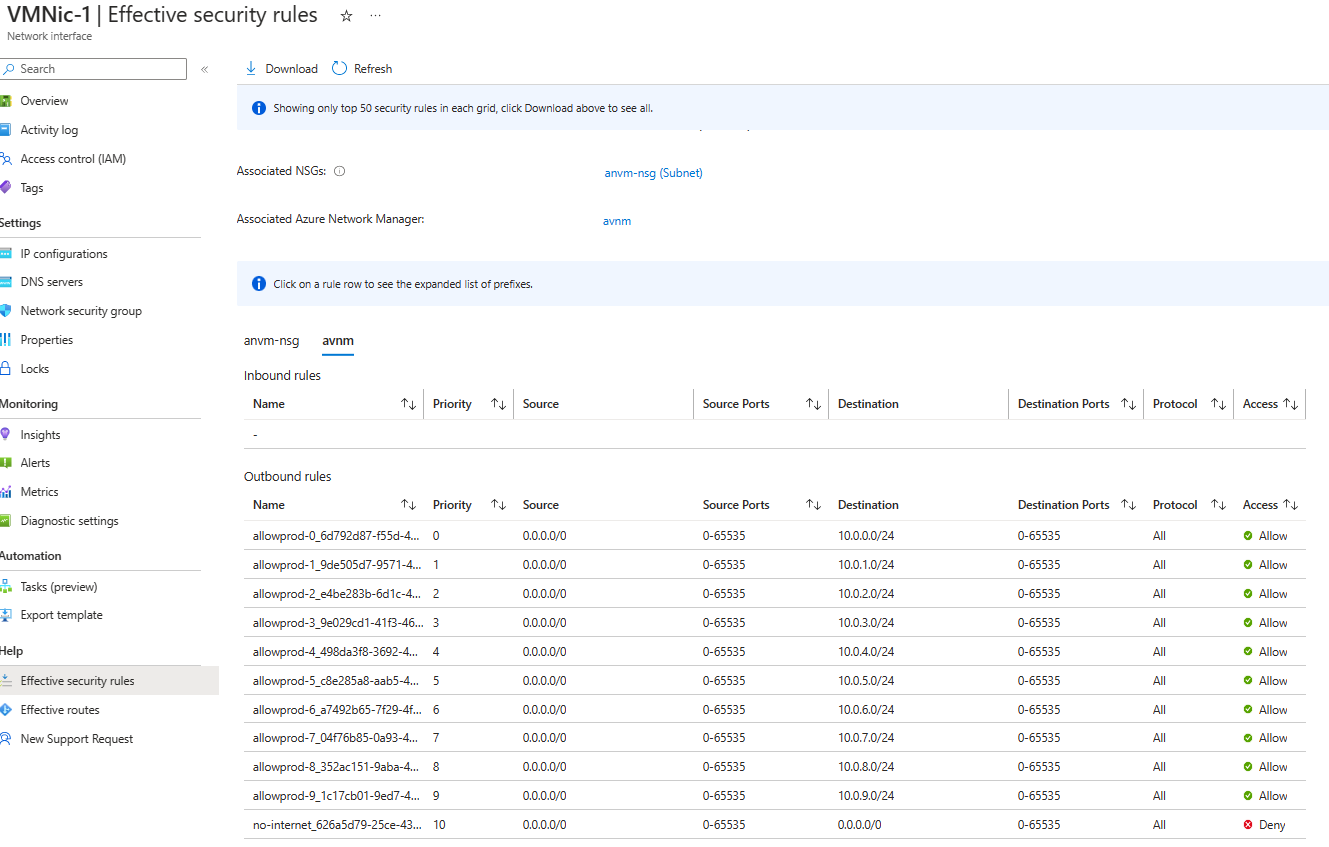 VMNic-1 | Effective security rules ☆ ...
Network interface
Search «
Download Refresh
Showing only top 50 security rules in each grid, click Download above to see all.
Overview
Activity log
Access control (IAM)
Tags
Settings
IP configurations
DNS servers
Network security group
Properties
Locks
Monitoring
Insights
Alerts
Metrics
Diagnostic settings
Automation
Tasks (preview)
Export template
Help
Effective security rules
Effective routes
New Support Request
Associated NSGs: anvm-nsg (Subnet)
Associated Azure Network Manager: avnm
Click on a rule row to see the expanded list of prefixes.
anvm-nsg avnm
Inbound rules
Name Priority Source Source Ports Destination Destination Ports Protocol Access
-
Outbound rules
Name Priority Source Source Ports Destination Destination Ports Protocol Access
allowprod-0_6d792d87-f55d-4... 0 0.0.0.0/0 0-65535 10.0.0.0/24 0-65535 All Allow
allowprod-1_9de505d7-9571-4... 1 0.0.0.0/0 0-65535 10.0.1.0/24 0-65535 All Allow
allowprod-2_e4be283b-6d1c-4... 2 0.0.0.0/0 0-65535 10.0.2.0/24 0-65535 All Allow
allowprod-3_9e029cd1-41f3-46... 3 0.0.0.0/0 0-65535 10.0.3.0/24 0-65535 All Allow
allowprod-4_498da3f8-3692-4... 4 0.0.0.0/0 0-65535 10.0.4.0/24 0-65535 All Allow
allowprod-5_c8e285a8-aab5-4... 5 0.0.0.0/0 0-65535 10.0.5.0/24 0-65535 All Allow
allowprod-6_a7492b65-7f29-4f... 6 0.0.0.0/0 0-65535 10.0.6.0/24 0-65535 All Allow
allowprod-7_04f76b85-0a93-4... 7 0.0.0.0/0 0-65535 10.0.7.0/24 0-65535 All Allow
allowprod-8_352ac151-9aba-4... 8 0.0.0.0/0 0-65535 10.0.8.0/24 0-65535 All Allow
allowprod-9_1c17cb01-9ed7-4... 9 0.0.0.0/0 0-65535 10.0.9.0/24 0-65535 All Allow
no-internet_626a5d79-25ce-43... 10 0.0.0.0/0 0-65535 0.0.0.0/0 0-65535 All Deny